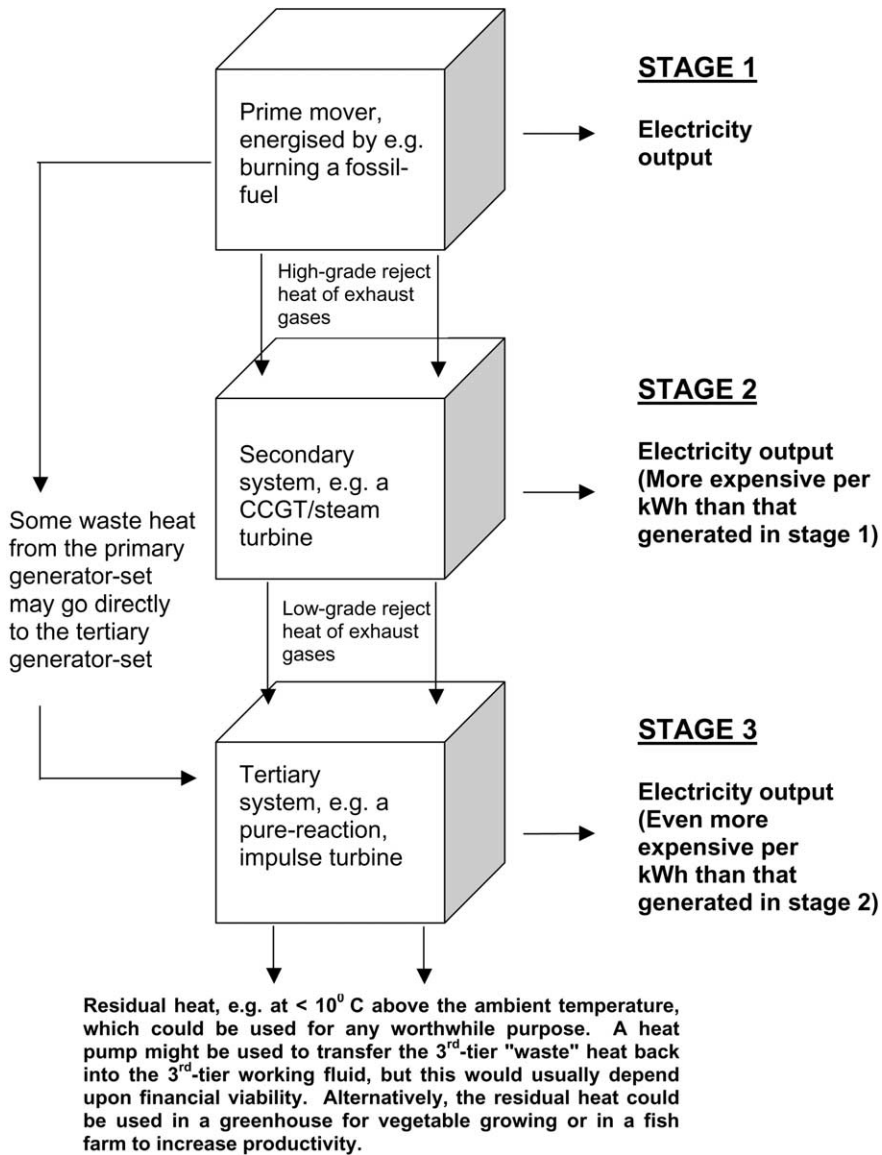 Prime mover,
energised by e.g.
burning a fossil-
fuel
STAGE 1
Electricity
output
High-grade reject
heat of exhaust
gases
Secondary
system, e.g. a
CCGT/steam
turbine
STAGE 2
Electricity output
(More expensive per
kWh than that
generated in stage 1)
Some waste heat
from the primary
generator-set
may go directly
to the tertiary
generator-set
Low-grade reject
heat of exhaust
gases
Tertiary
system, e.g. a
pure-reaction,
impulse turbine
STAGE 3
Electricity output
(Even more
expensive per
kWh than that
generated in stage 2)
Residual heat, e.g. at < 10⁰ C above the ambient temperature,
which could be used for any worthwhile purpose. A heat
pump might be used to transfer the 3ʳᵈ-tier "waste" heat back
into the 3ʳᵈ-tier working fluid, but this would usually depend
upon financial viability. Alternatively, the residual heat could
be used in a greenhouse for vegetable growing or in a fish
farm to increase productivity.